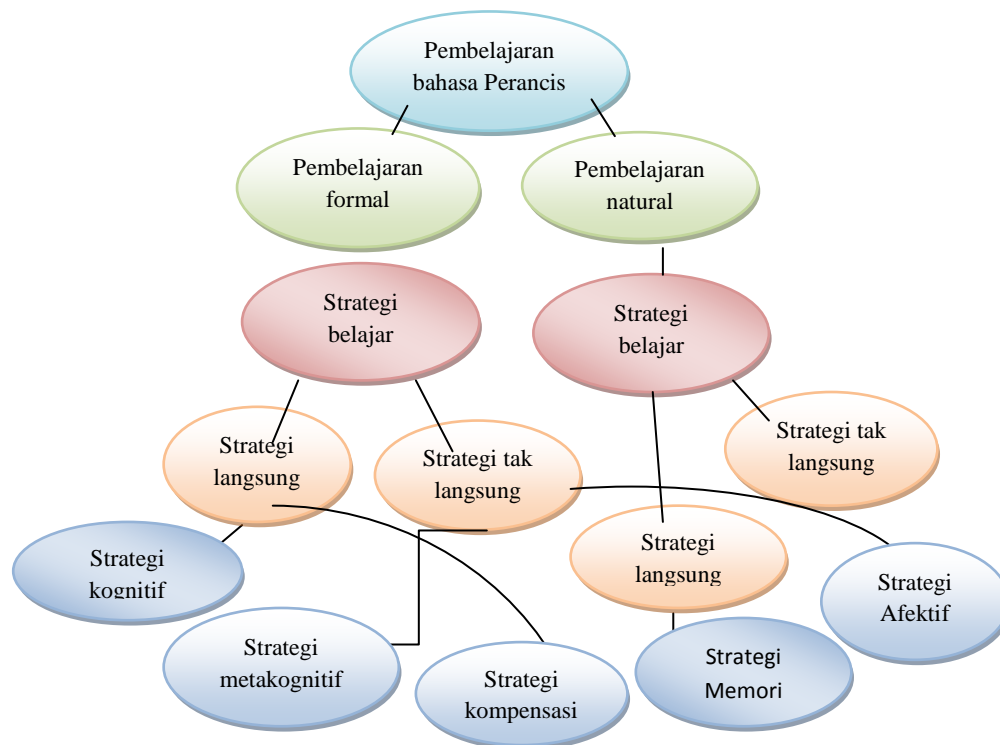 Pembelajaran
bahasa Perancis
Pembelajaran
formal
Pembelajaran
natural
Strategi
belajar
Strategi
belajar
Strategi
langsung
Strategi tak
langsung
Strategi tak
langsung
Strategi
langsung
Strategi
kognitif
Strategi
Afektif
Strategi
metakognitif
Strategi
kompensasi
Strategi
Memori